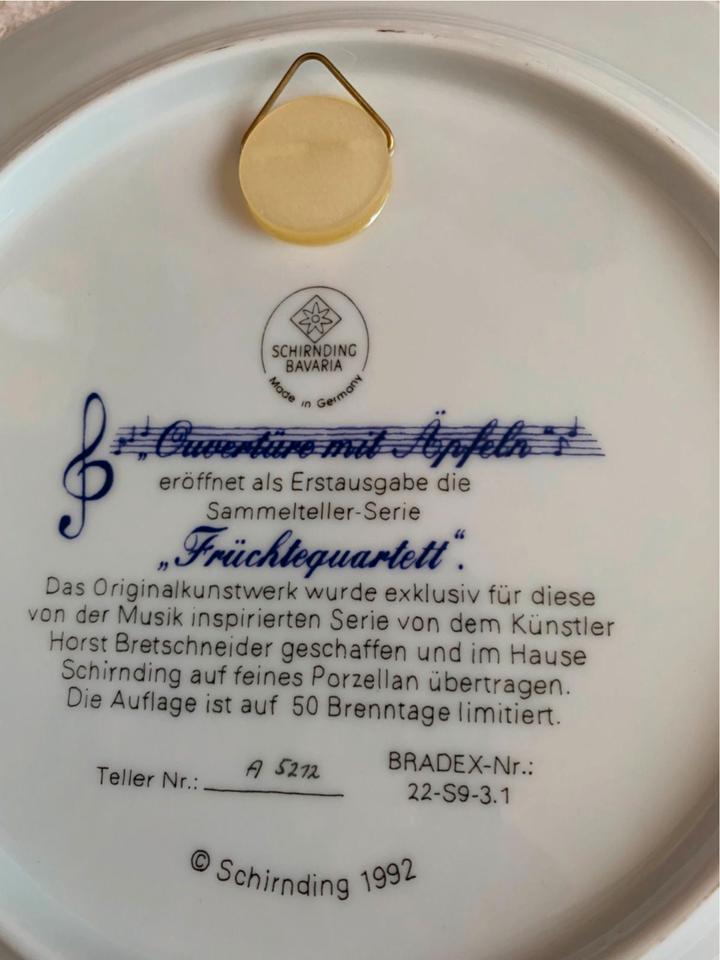 SCHIRNDING
BAVARIA
Made in Germany
„Ouvertüre mit Äpfeln“
eröffnet als Erstausgabe die
Sammelteller-Serie
„Früchtequartett“.
Das Originalkunstwerk wurde exklusiv für diese
von der Musik inspirierten Serie von dem Künstler
Horst Bretschneider geschaffen und im Hause
Schirnding auf feines Porzellan übertragen.
Die Auflage ist auf 50 Brenntage limitiert.
Teller Nr.: A 5212
BRADEX-Nr.:
22-S9-3.1
© Schirnding 1992